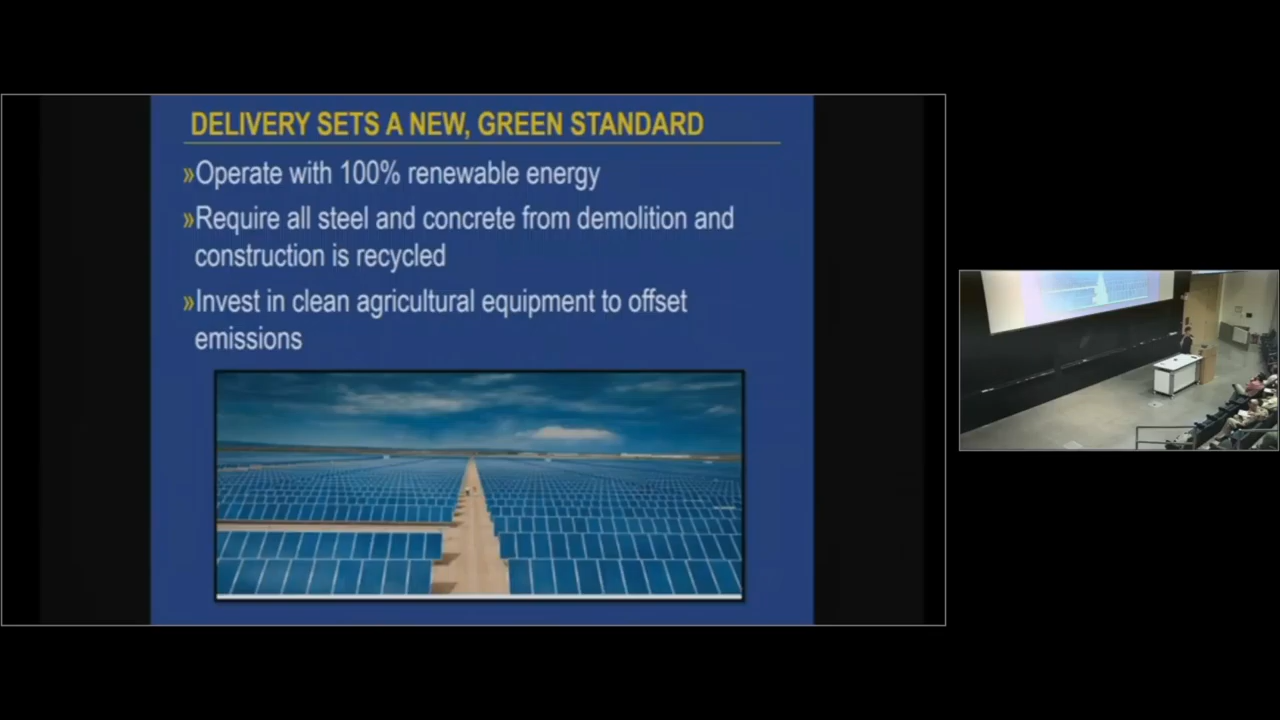 DELIVERY SETS A NEW, GREEN STANDARD
»Operate with 100% renewable energy
»Require all steel and concrete from demolition and
construction is recycled
»Invest in clean agricultural equipment to offset
emissions